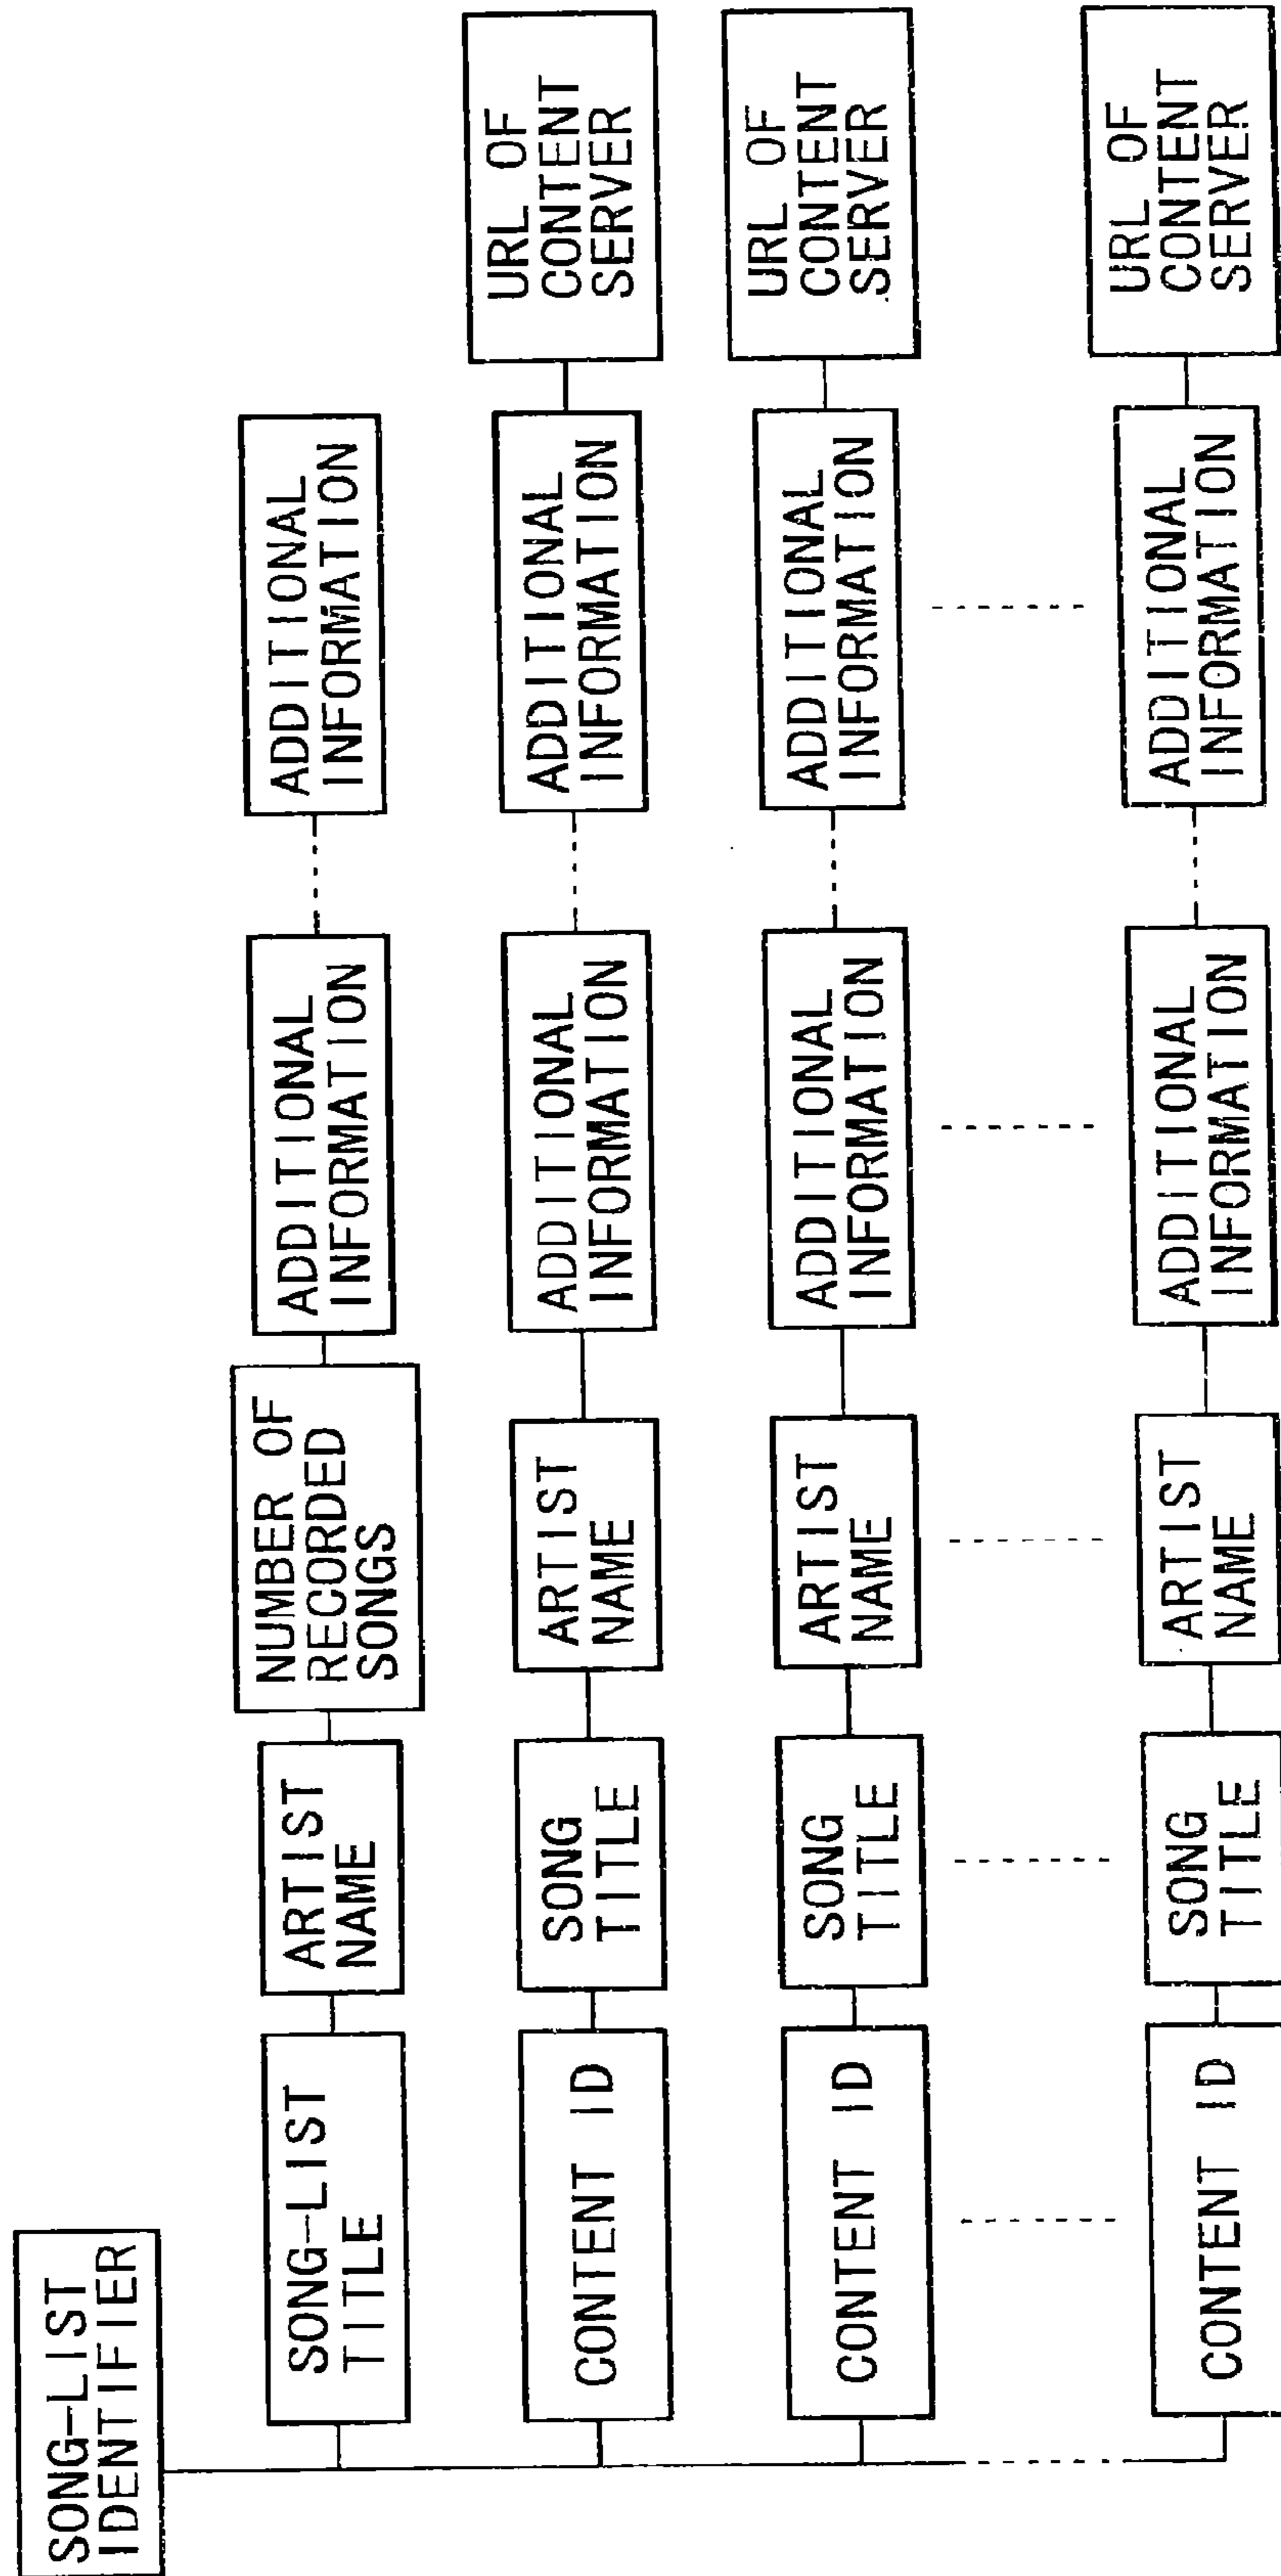 SONG-LIST
IDENTIFIER
SONG-LIST
TITLE
ARTIST
NAME
NUMBER OF
RECORDED
SONGS
ADDITIONAL
INFORMATION
ADDITIONAL
INFORMATION
CONTENT ID
SONG
TITLE
ARTIST
NAME
ADDITIONAL
INFORMATION
ADDITIONAL
INFORMATION
URL OF
CONTENT
SERVER
CONTENT ID
SONG
TITLE
ARTIST
NAME
ADDITIONAL
INFORMATION
ADDITIONAL
INFORMATION
URL OF
CONTENT
SERVER
CONTENT ID
SONG
TITLE
ARTIST
NAME
ADDITIONAL
INFORMATION
ADDITIONAL
INFORMATION
URL OF
CONTENT
SERVER